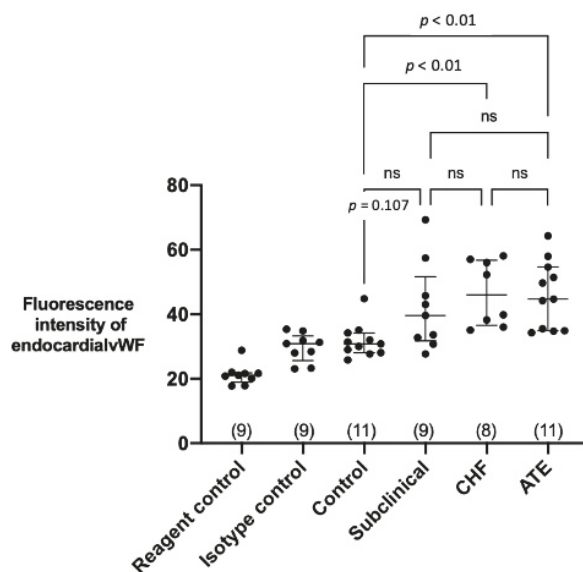 p < 0.01
p < 0.01
ns
ns ns ns
p = 0.107
80
60
40
20
0
Fluorescence
intensity of
endocardialvWF
(9) (9) (11) (9) (8) (11)
Reagent control
Isotype control
Control
Subclinical
CHF
ATE